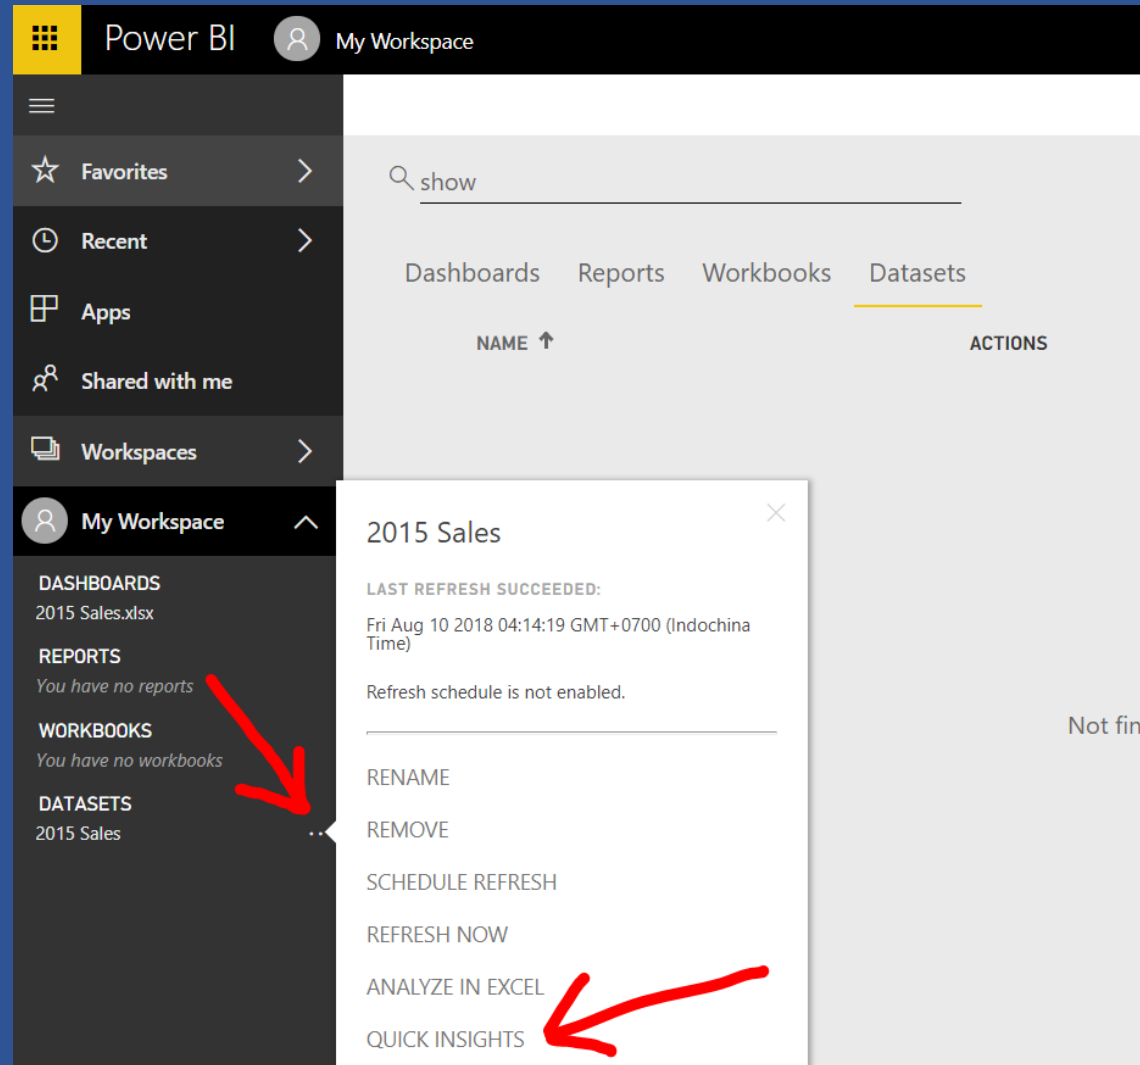 Power BI
My Workspace
Favorites
Recent
Apps
Shared with me
Workspaces
My Workspace
DASHBOARDS
2015 Sales.xlsx
REPORTS
You have no reports
WORKBOOKS
You have no workbooks
DATASETS
2015 Sales
show
Dashboards Reports Workbooks Datasets
NAME ACTIONS
Not fin
2015 Sales
LAST REFRESH SUCCEEDED:
Fri Aug 10 2018 04:14:19 GMT+0700 (Indochina
Time)
Refresh schedule is not enabled.
RENAME
REMOVE
SCHEDULE REFRESH
REFRESH NOW
ANALYZE IN EXCEL
QUICK INSIGHTS